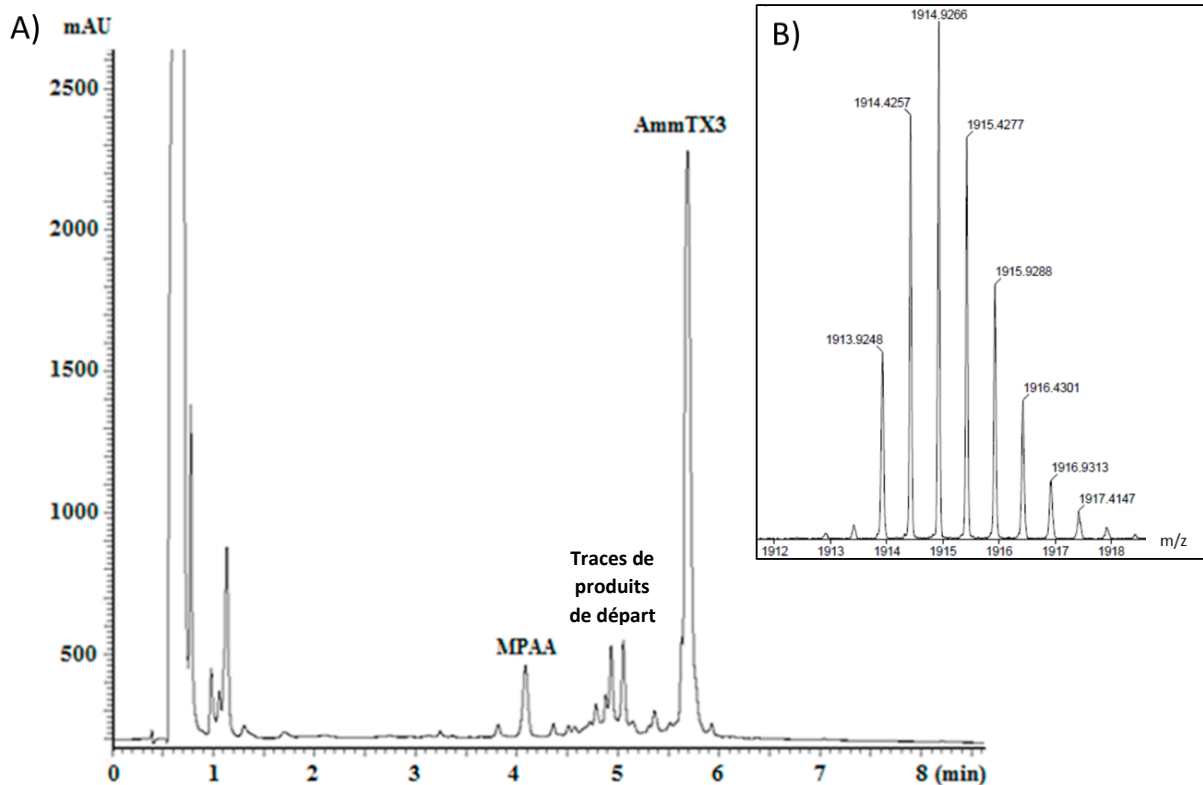 A)
mAU
2500
2000
1500
1000
500
AmmTX3
Traces de
produits
de départ
MPAA
0 1 2 3 4 5 6 7 8 (min)
B)
1914.9266
1914.4257
1915.4277
1915.9288
1913.9248
1916.4301
1916.9313
1917.4147
1912 1913 1914 1915 1916 1917 1918 m/z